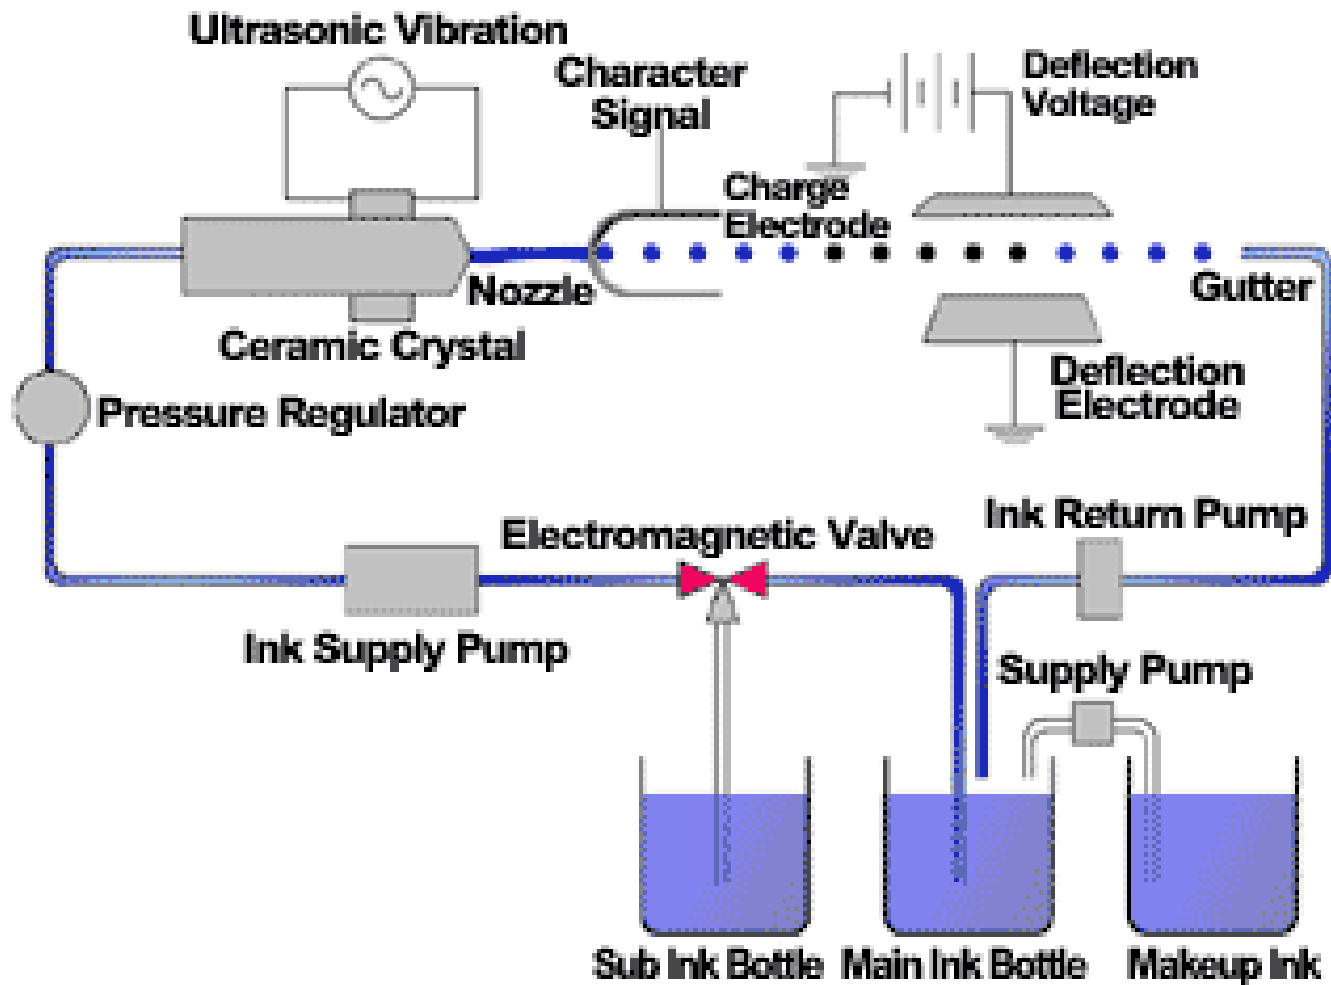 Ultrasonic Vibration
Character
Signal
Deflection
Voltage
Charge
Electrode
Nozzle
Gutter
Ceramic Crystal
Deflection
Electrode
Pressure Regulator
Ink Return Pump
Electromagnetic Valve
Ink Supply Pump
Supply Pump
Sub Ink Bottle
Main Ink Bottle
Makeup Ink